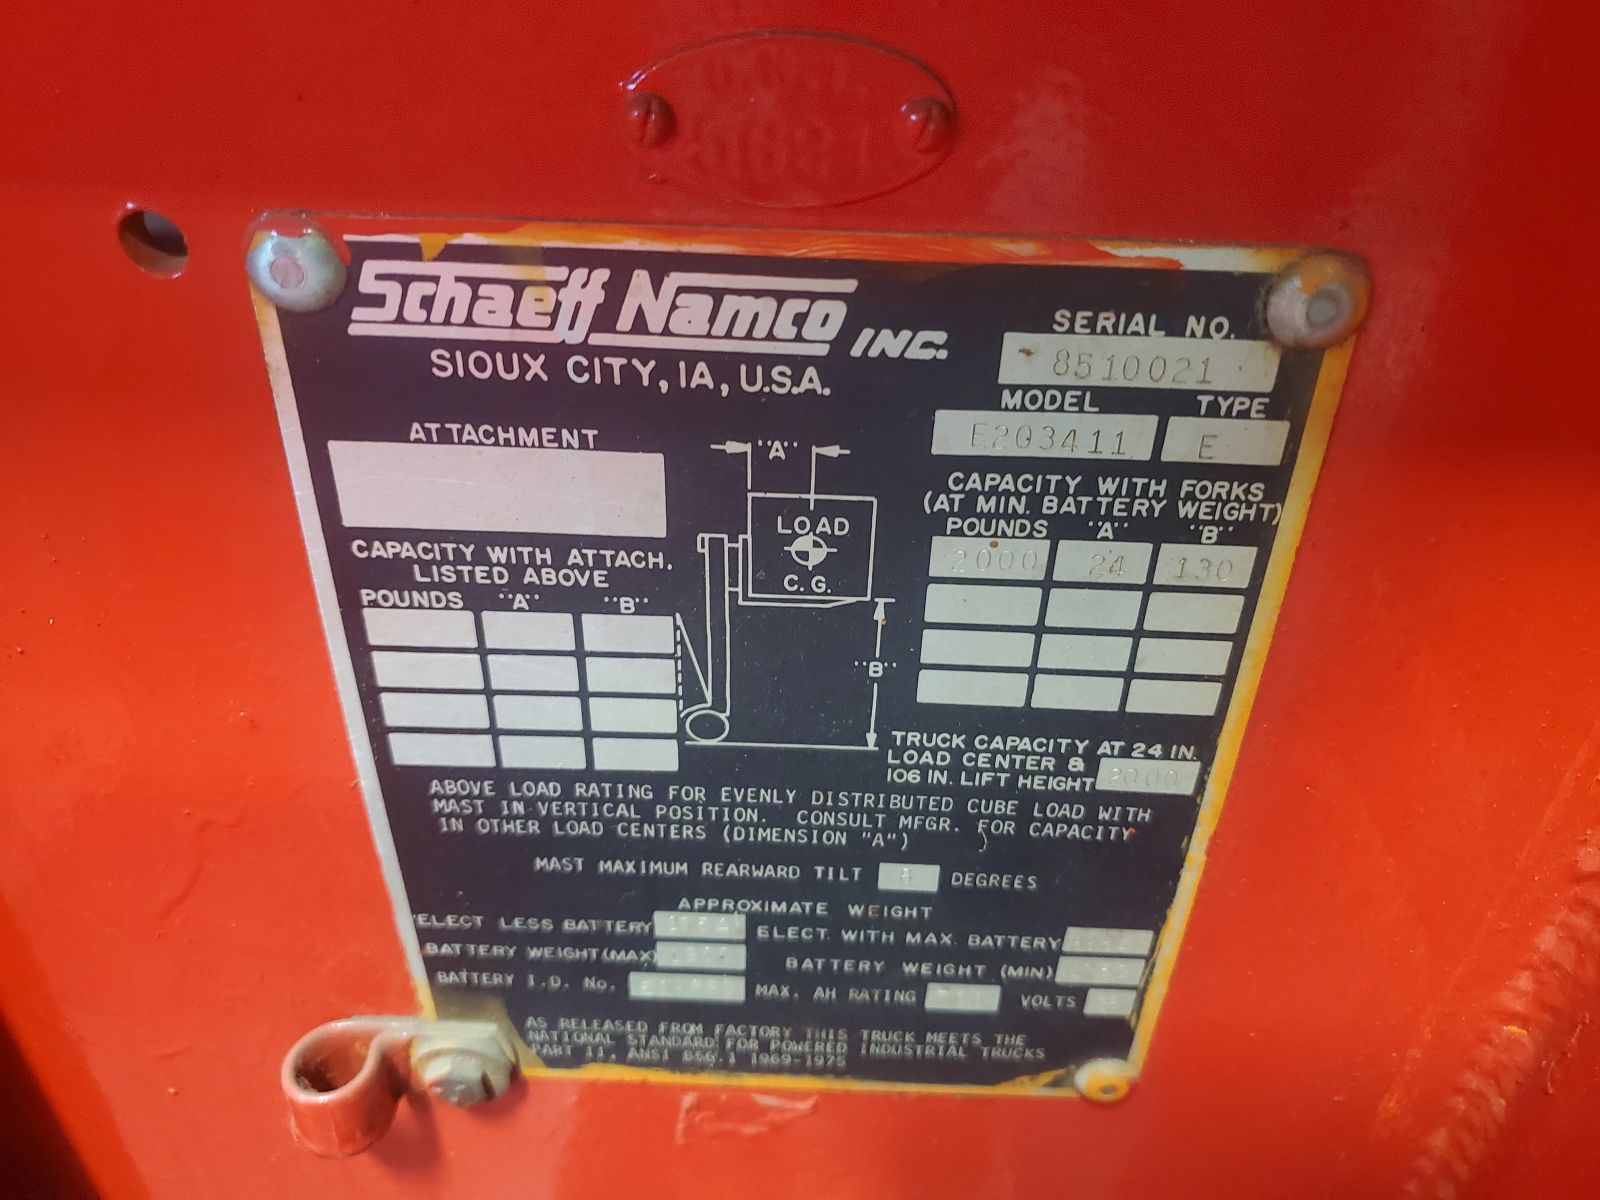 Schaeff Namco INC.
SIOUX CITY, IA, U.S.A.
SERIAL NO.
8510021
MODEL TYPE
E203411 E
ATTACHMENT
CAPACITY WITH ATTACH.
LISTED ABOVE
POUNDS "A" "B"
"A"
LOAD
C.G.
"B"
CAPACITY WITH FORKS
(AT MIN. BATTERY WEIGHT)
POUNDS "A" "B"
2000 24 130
TRUCK CAPACITY AT 24 IN.
LOAD CENTER &
106 IN. LIFT HEIGHT 2000
ABOVE LOAD RATING FOR EVENLY DISTRIBUTED CUBE LOAD WITH
MAST IN VERTICAL POSITION. CONSULT MFGR. FOR CAPACITY
IN OTHER LOAD CENTERS (DIMENSION "A")
MAST MAXIMUM REARWARD TILT DEGREES
APPROXIMATE WEIGHT
ELECT LESS BATTERY ELECT. WITH MAX. BATTERY
BATTERY WEIGHT (MAX) BATTERY WEIGHT (MIN)
BATTERY I.D. No. MAX. AH RATING VOLTS
AS RELEASED FROM FACTORY THIS TRUCK MEETS THE
NATIONAL STANDARD FOR POWERED INDUSTRIAL TRUCKS
PART 11, ANSI B56.1 1969-1975